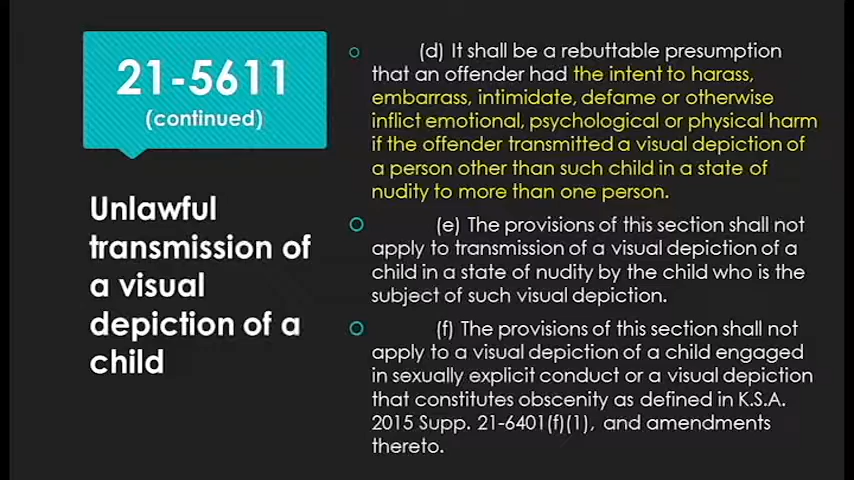 21-5611
(continued)
Unlawful
transmission of
a visual
depiction of a
child
(d) It shall be a rebuttable presumption
that an offender had the intent to harass,
embarrass, intimidate, defame or otherwise
inflict emotional, psychological or physical harm
if the offender transmitted a visual depiction of
a person other than such child in a state of
nudity to more than one person.
(e) The provisions of this section shall not
apply to transmission of a visual depiction of a
child in a state of nudity by the child who is the
subject of such visual depiction.
(f) The provisions of this section shall not
apply to a visual depiction of a child engaged
in sexually explicit conduct or a visual depiction
that constitutes obscenity as defined in K.S.A.
2015 Supp. 21-6401(f)(1), and amendments
thereto.